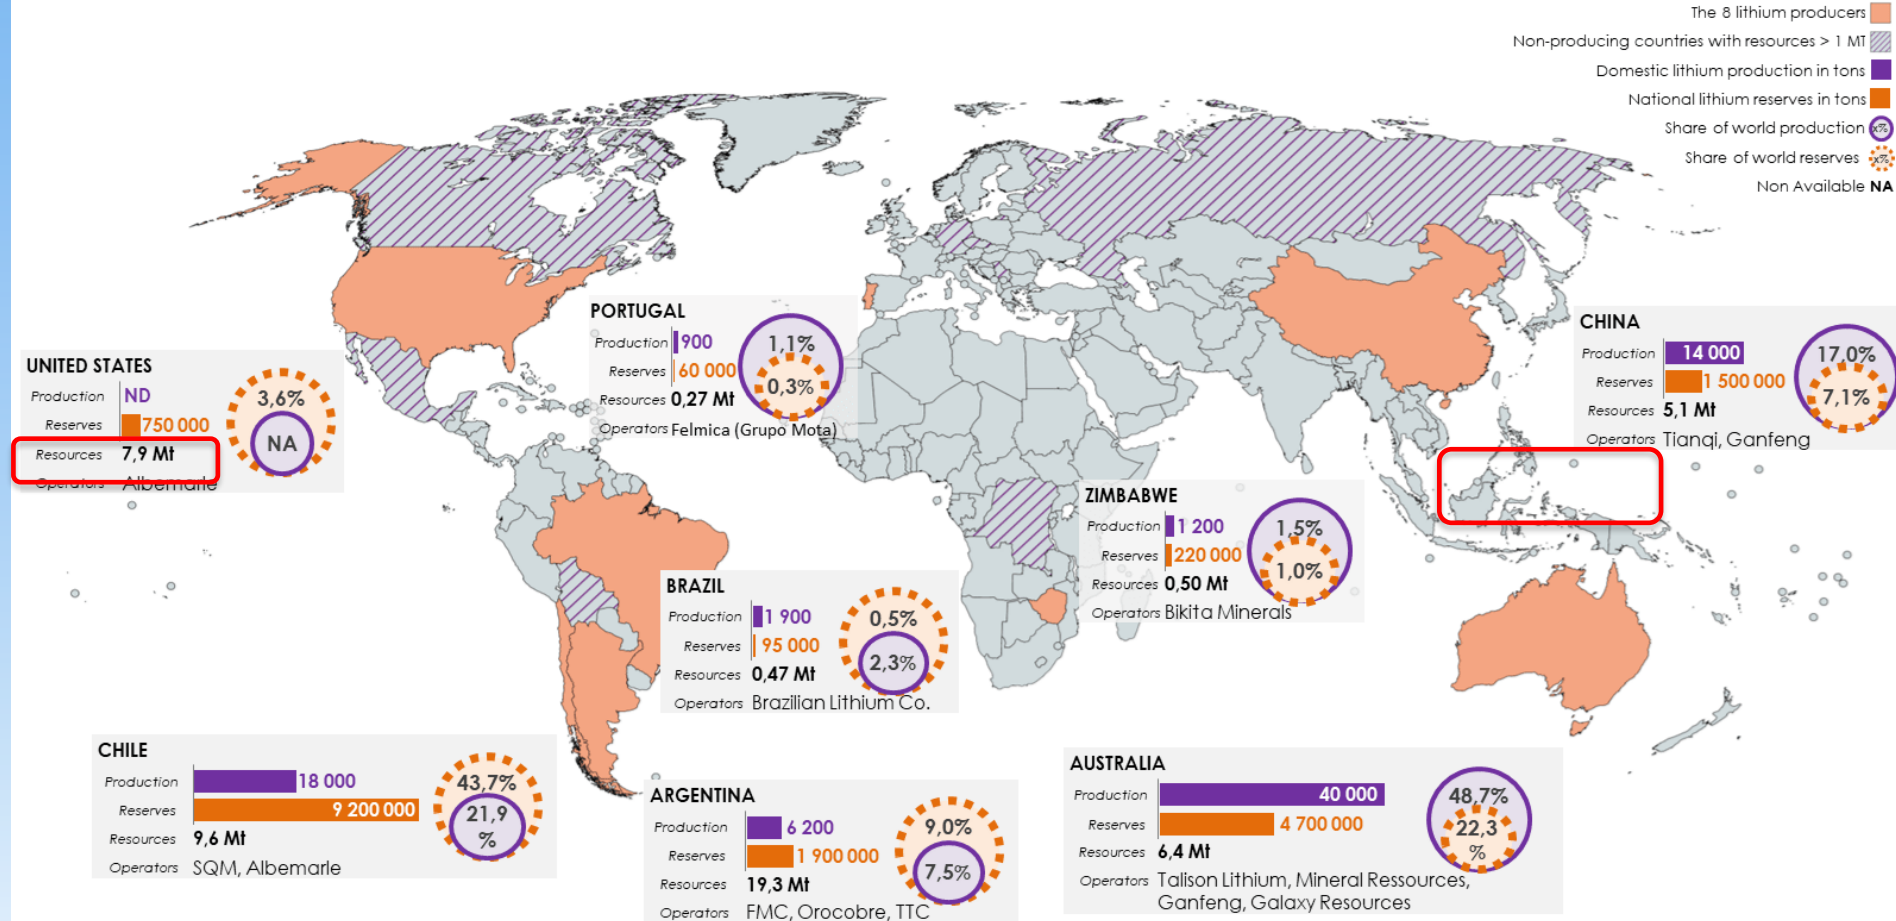 The 8 lithium producers
Non-producing countries with resources > 1 MT
Domestic lithium production in tons
National lithium reserves in tons
Share of world production x%
Share of world reserves x%
Non Available NA
PORTUGAL
Production 900
Reserves 60 000
Resources 0,27 Mt
Operators Felmica (Grupo Mota)
1,1%
0,3%
CHINA
Production 14 000
Reserves 1 500 000
Resources 5,1 Mt
Operators Tianqi, Ganfeng
17,0%
7,1%
UNITED STATES
Production ND
Reserves 750 000
Resources 7,9 Mt
Operators Albemarle
3,6%
NA
ZIMBABWE
Production 1 200
Reserves 220 000
Resources 0,50 Mt
Operators Bikita Minerals
1,5%
1,0%
BRAZIL
Production 1 900
Reserves 95 000
Resources 0,47 Mt
Operators Brazilian Lithium Co.
0,5%
2,3%
CHILE
Production 18 000
Reserves 9 200 000
Resources 9,6 Mt
Operators SQM, Albemarle
43,7%
21,9
%
ARGENTINA
Production 6 200
Reserves 1 900 000
Resources 19,3 Mt
Operators FMC, Orocobre, TTC
9,0%
7,5%
AUSTRALIA
Production 40 000
Reserves 4 700 000
Resources 6,4 Mt
Operators Talison Lithium, Mineral Ressources,
Ganfeng, Galaxy Resources
48,7%
22,3
%